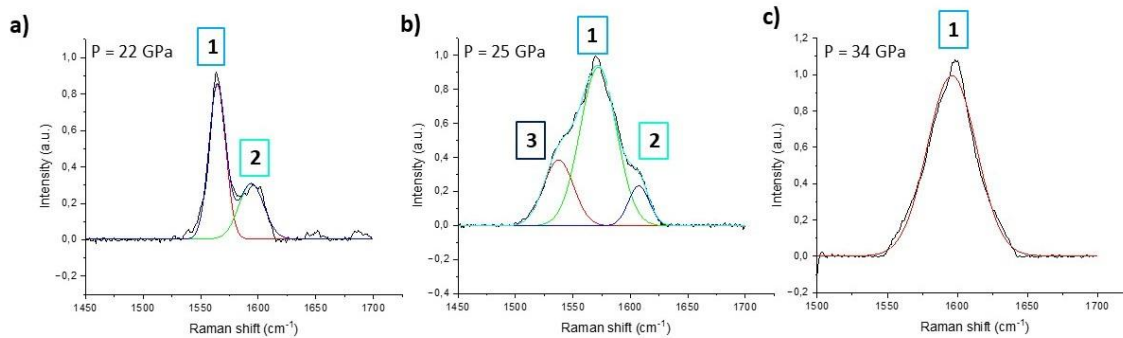 a)
P = 22 GPa
1
2
1,0
0,8
0,6
0,4
0,2
0,0
−0,2
Intensity (a.u.)
1450 1500 1550 1600 1650 1700
Raman shift (cm⁻¹)
b)
P = 25 GPa
1
3
2
1,0
0,8
0,6
0,4
0,2
0,0
−0,2
−0,4
Intensity (a.u.)
1450 1500 1550 1600 1650 1700
Raman shift (cm⁻¹)
c)
P = 34 GPa
1
1,2
1,0
0,8
0,6
0,4
0,2
0,0
−0,2
Intensity (a.u.)
1500 1550 1600 1650 1700
Raman shift (cm⁻¹)